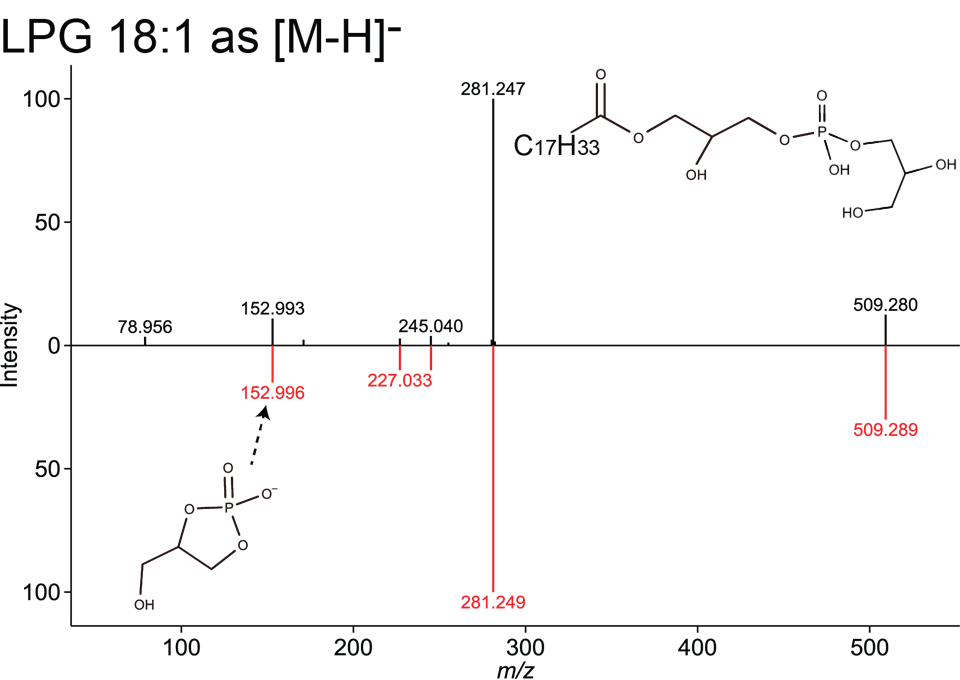 LPG 18:1 as [M-H]-
281.247
100
O
O
O
O
P
O
C17H33
OH
OH
OH
HO
50
509.280
152.993
245.040
78.956
0
Intensity
227.033
152.996
509.289
50
O
O
P
O-
O
OH
100
281.249
100
200
300
400
500
m/z